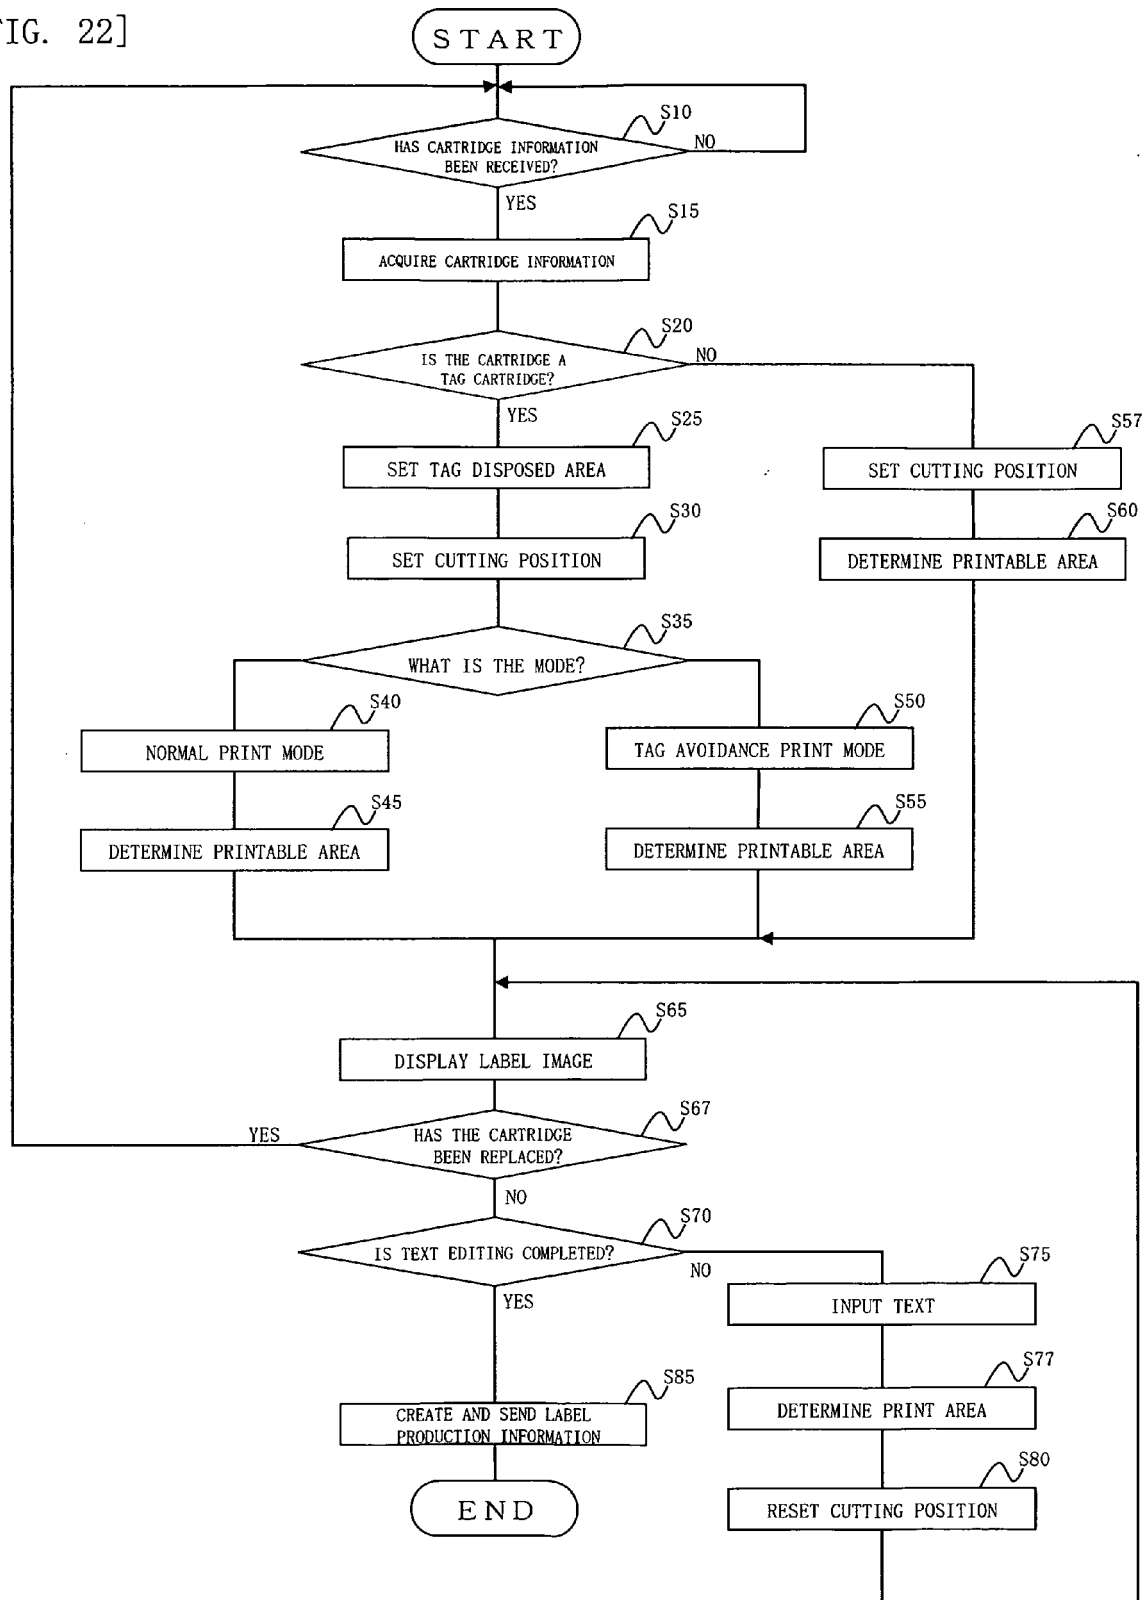 FIG. 22]
START
S10
HAS CARTRIDGE INFORMATION
BEEN RECEIVED?
NO
YES
S15
ACQUIRE CARTRIDGE INFORMATION
S20
IS THE CARTRIDGE A
TAG CARTRIDGE?
NO
YES
S25
SET TAG DISPOSED AREA
S57
SET CUTTING POSITION
S30
SET CUTTING POSITION
S60
DETERMINE PRINTABLE AREA
S35
WHAT IS THE MODE?
S40
NORMAL PRINT MODE
S50
TAG AVOIDANCE PRINT MODE
S45
DETERMINE PRINTABLE AREA
S55
DETERMINE PRINTABLE AREA
S65
DISPLAY LABEL IMAGE
S67
HAS THE CARTRIDGE
BEEN REPLACED?
YES
NO
S70
IS TEXT EDITING COMPLETED?
NO
YES
S75
INPUT TEXT
S77
DETERMINE PRINT AREA
S80
RESET CUTTING POSITION
S85
CREATE AND SEND LABEL
PRODUCTION INFORMATION
END